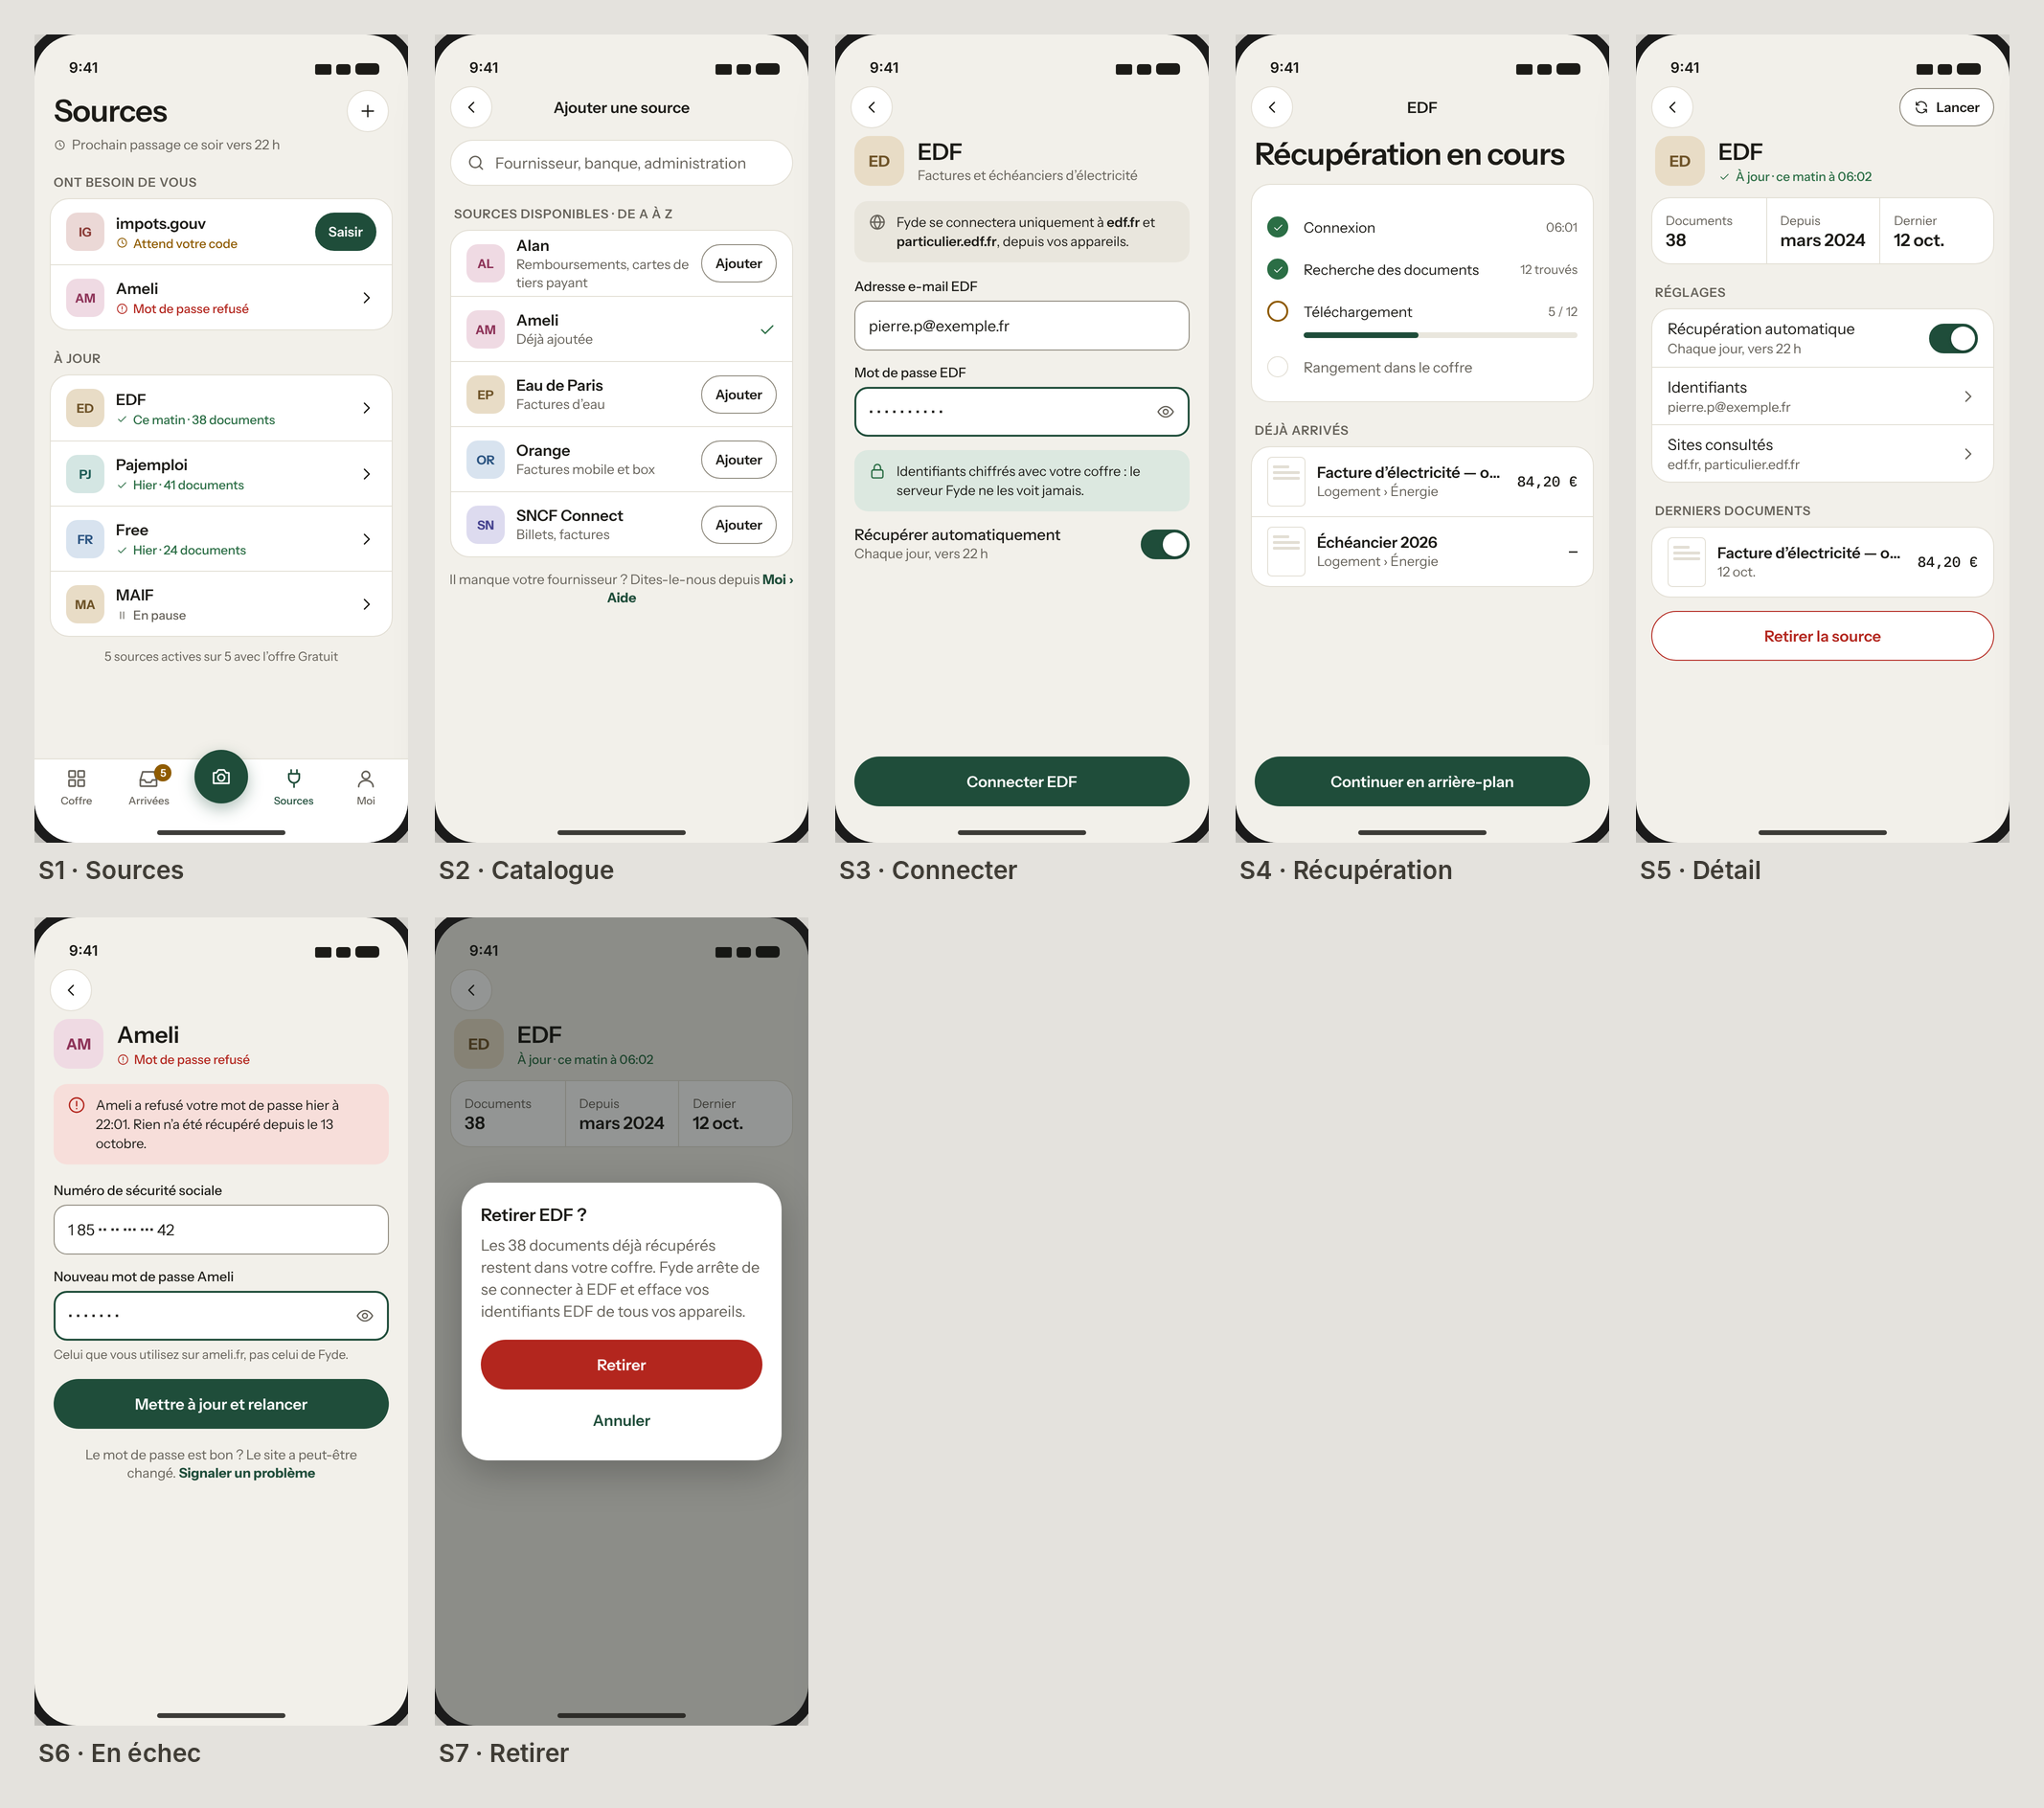 9:41
Sources
Prochain passage ce soir vers 22 h
ONT BESOIN DE VOUS
IG
impots.gouv
Attend votre code
Saisir
AM
Ameli
Mot de passe refusé
À JOUR
ED
EDF
Ce matin · 38 documents
PJ
Pajemploi
Hier · 41 documents
FR
Free
Hier · 24 documents
MA
MAIF
En pause
5 sources actives sur 5 avec l’offre Gratuit
Coffre
Arrivées
5
Sources
Moi
S1 · Sources
9:41
Ajouter une source
Fournisseur, banque, administration
SOURCES DISPONIBLES · DE A À Z
AL
Alan
Remboursements, cartes de
tiers payant
Ajouter
AM
Ameli
Déjà ajoutée
EP
Eau de Paris
Factures d’eau
Ajouter
OR
Orange
Factures mobile et box
Ajouter
SN
SNCF Connect
Billets, factures
Ajouter
Il manque votre fournisseur ? Dites-le-nous depuis Moi ›
Aide
S2 · Catalogue
9:41
ED
EDF
Factures et échéanciers d’électricité
Fyde se connectera uniquement à edf.fr et
particulier.edf.fr, depuis vos appareils.
Adresse e-mail EDF
pierre.p@exemple.fr
Mot de passe EDF
··········
Identifiants chiffrés avec votre coffre : le
serveur Fyde ne les voit jamais.
Récupérer automatiquement
Chaque jour, vers 22 h
Connecter EDF
S3 · Connecter
9:41
EDF
Récupération en cours
Connexion
06:01
Recherche des documents
12 trouvés
Téléchargement
5 / 12
Rangement dans le coffre
DÉJÀ ARRIVÉS
Facture d’électricité — o…
84,20 €
Logement › Énergie
Échéancier 2026
–
Logement › Énergie
Continuer en arrière-plan
S4 · Récupération
9:41
Lancer
ED
EDF
À jour · ce matin à 06:02
Documents
38
Depuis
mars 2024
Dernier
12 oct.
RÉGLAGES
Récupération automatique
Chaque jour, vers 22 h
Identifiants
pierre.p@exemple.fr
Sites consultés
edf.fr, particulier.edf.fr
DERNIERS DOCUMENTS
Facture d’électricité — o…
84,20 €
12 oct.
Retirer la source
S5 · Détail
9:41
AM
Ameli
Mot de passe refusé
Ameli a refusé votre mot de passe hier à
22:01. Rien n’a été récupéré depuis le 13
octobre.
Numéro de sécurité sociale
1 85 •• •• ••• ••• 42
Nouveau mot de passe Ameli
·······
Celui que vous utilisez sur ameli.fr, pas celui de Fyde.
Mettre à jour et relancer
Le mot de passe est bon ? Le site a peut-être
changé. Signaler un problème
S6 · En échec
9:41
ED
EDF
À jour · ce matin à 06:02
Documents
38
Depuis
mars 2024
Dernier
12 oct.
Retirer EDF ?
Les 38 documents déjà récupérés
restent dans votre coffre. Fyde arrête de
se connecter à EDF et efface vos
identifiants EDF de tous vos appareils.
Retirer
Annuler
S7 · Retirer